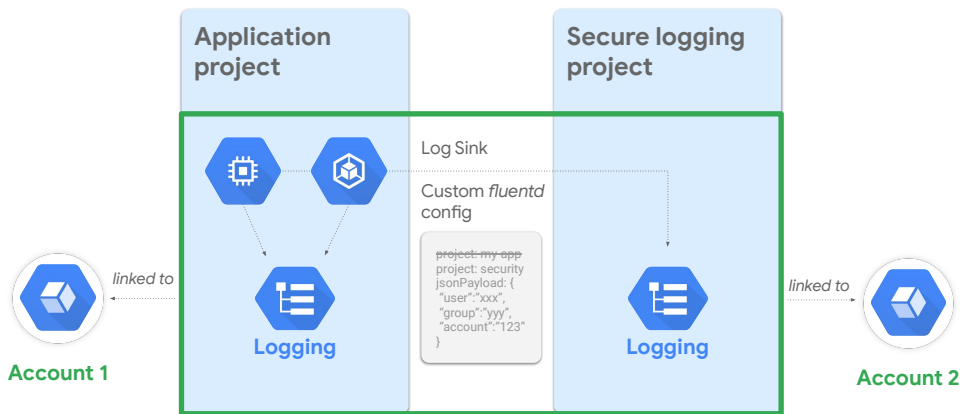 Application
project
Secure logging
project
Log Sink
Custom fluentd
config
project: my-app
project: security
jsonPayload: {
"user":"xxx",
"group":"yyy",
"account":"123"
}
linked to
linked to
Logging
Logging
Account 1
Account 2